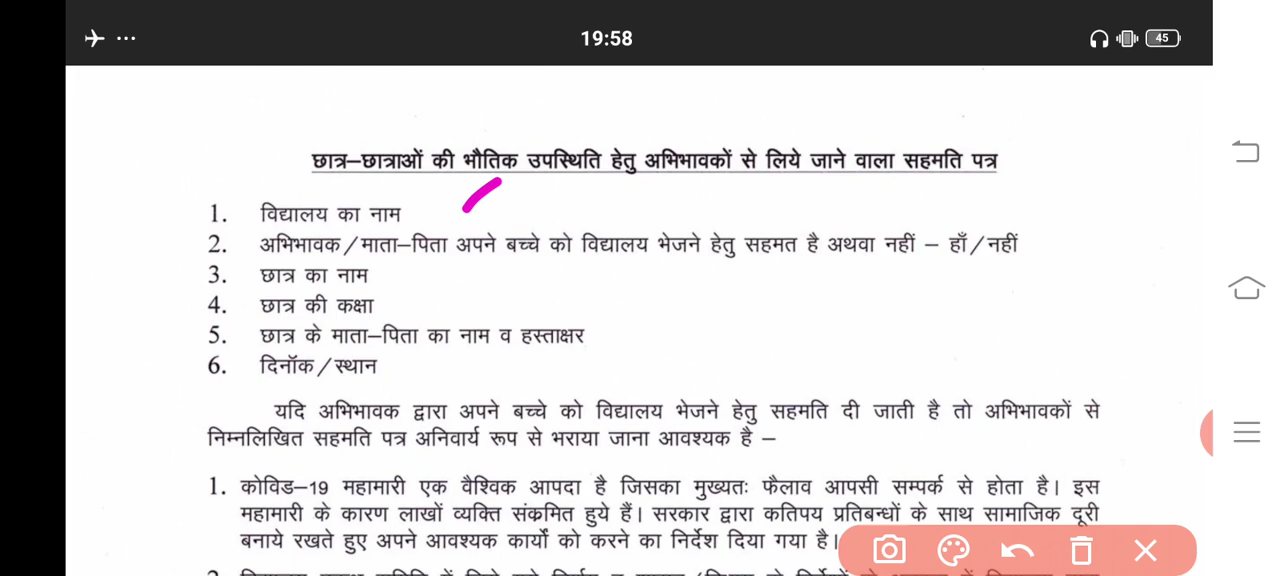 19:58
45
छात्र–छात्राओं की भौतिक उपस्थिति हेतु अभिभावकों से लिये जाने वाला सहमति पत्र
1. विद्यालय का नाम
2. अभिभावक/माता–पिता अपने बच्चे को विद्यालय भेजने हेतु सहमत है अथवा नहीं – हाँ/नहीं
3. छात्र का नाम
4. छात्र की कक्षा
5. छात्र के माता–पिता का नाम व हस्ताक्षर
6. दिनॉक/स्थान
यदि अभिभावक द्वारा अपने बच्चे को विद्यालय भेजने हेतु सहमति दी जाती है तो अभिभावकों से
निम्नलिखित सहमति पत्र अनिवार्य रूप से भराया जाना आवश्यक है –
1. कोविड–19 महामारी एक वैश्विक आपदा है जिसका मुख्यतः फैलाव आपसी सम्पर्क से होता है। इस
महामारी के कारण लाखों व्यक्ति संक्रमित हुये हैं। सरकार द्वारा कतिपय प्रतिबन्धों के साथ सामाजिक दूरी
बनाये रखते हुए अपने आवश्यक कार्यों को करने का निर्देश दिया गया है।